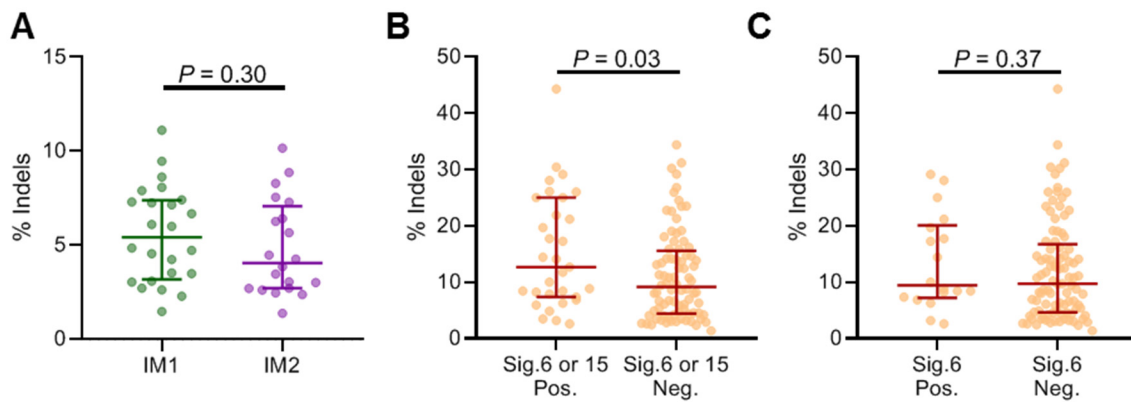 A
15
10
5
0
% Indels
P = 0.30
IM1
IM2
B
50
40
30
20
10
0
% Indels
P = 0.03
Sig.6 or 15
Pos.
Sig.6 or 15
Neg.
C
50
40
30
20
10
0
% Indels
P = 0.37
Sig.6
Pos.
Sig.6
Neg.